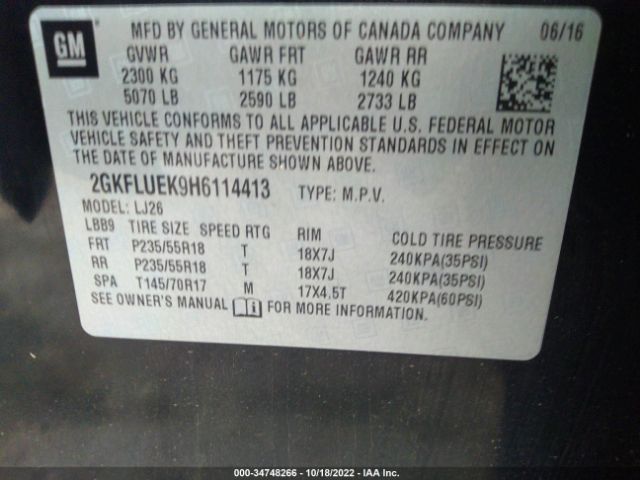 GM
MFD BY GENERAL MOTORS OF CANADA COMPANY 06/16
GVWR GAWR FRT GAWR RR
2300 KG 1175 KG 1240 KG
5070 LB 2590 LB 2733 LB
THIS VEHICLE CONFORMS TO ALL APPLICABLE U.S. FEDERAL MOTOR
VEHICLE SAFETY AND THEFT PREVENTION STANDARDS IN EFFECT ON
THE DATE OF MANUFACTURE SHOWN ABOVE.
2GKFLUEK9H6114413 TYPE: M.P.V.
MODEL: LJ26
LBB9 TIRE SIZE SPEED RTG RIM COLD TIRE PRESSURE
FRT P235/55R18 T 18X7J 240KPA(35PSI)
RR P235/55R18 T 18X7J 240KPA(35PSI)
SPA T145/70R17 M 17X4.5T 420KPA(60PSI)
SEE OWNER'S MANUAL FOR MORE INFORMATION.
000-34748266 - 10/18/2022 - IAA Inc.